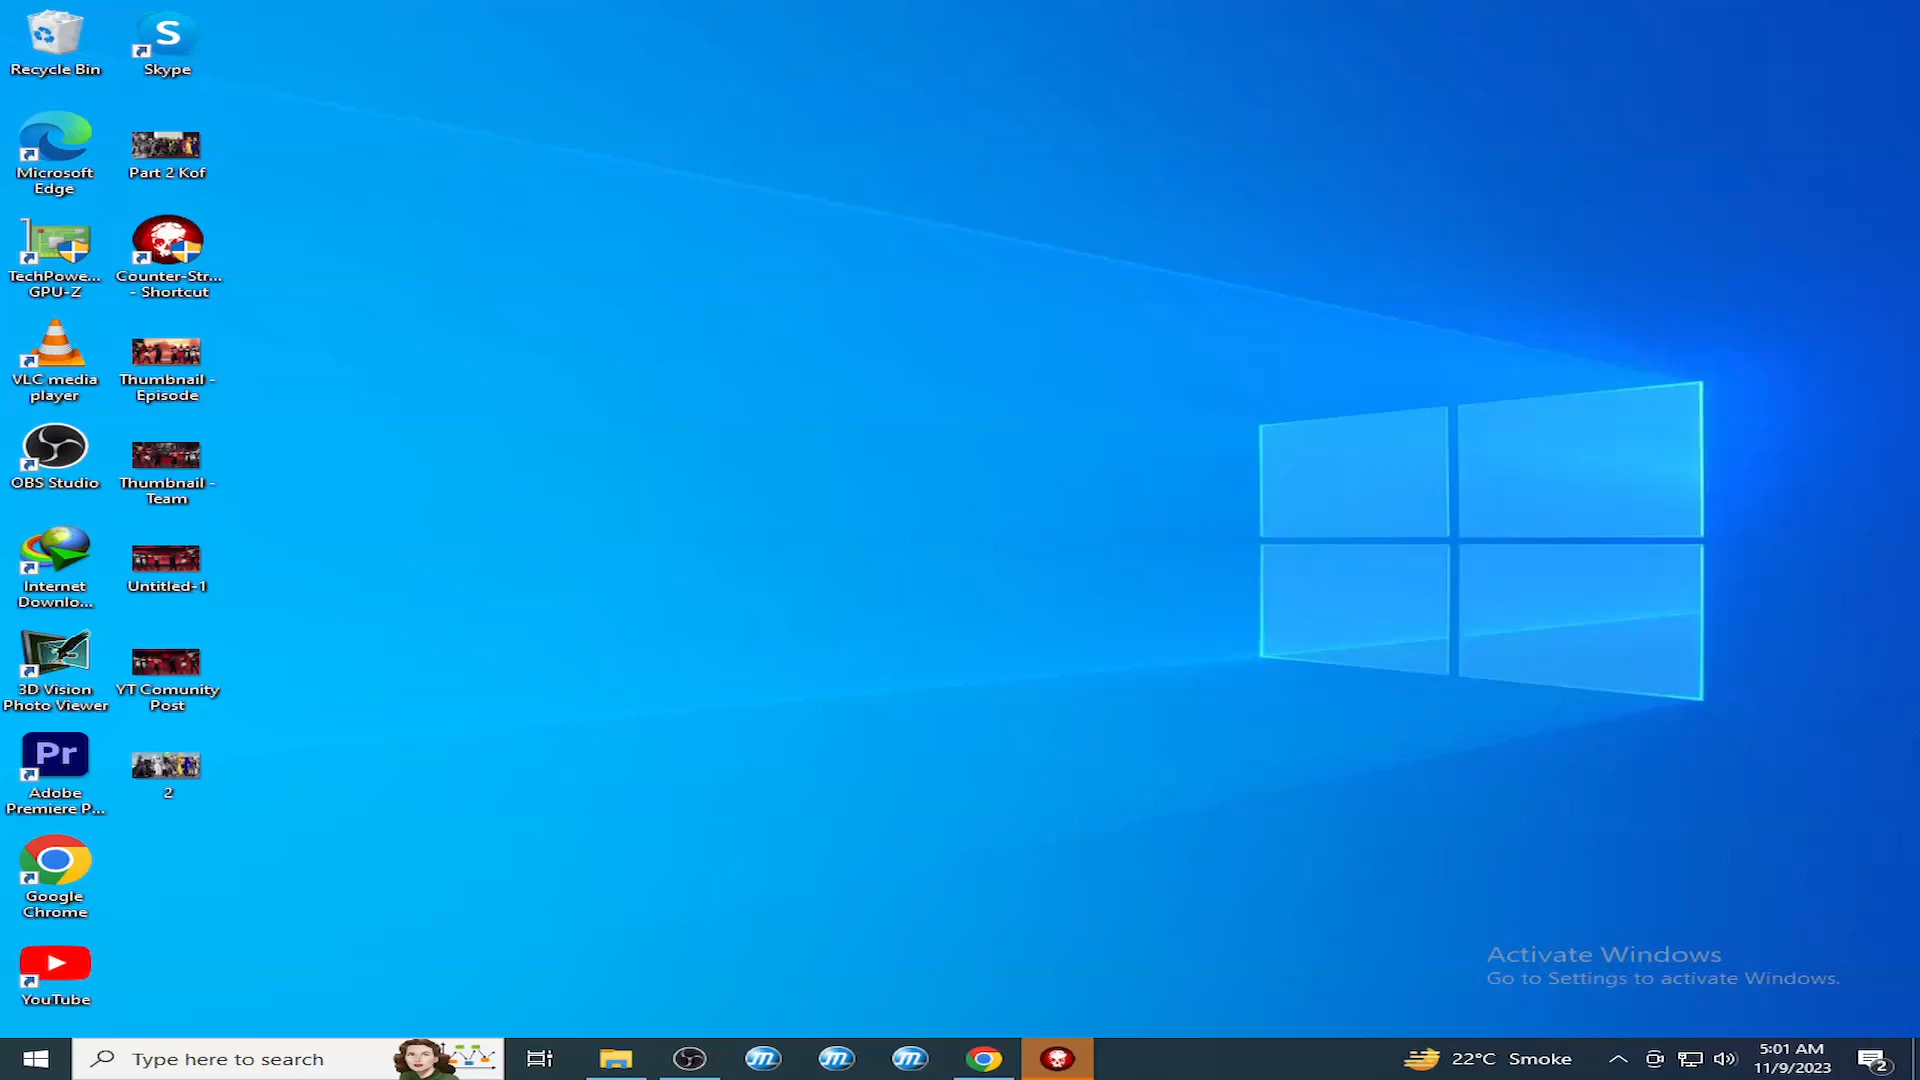 Recycle Bin
S
Skype
Microsoft
Edge
Part 2 Kof
TechPowe...
GPU-Z
Counter-Str...
- Shortcut
VLC media
player
Thumbnail -
Episode
OBS Studio
Thumbnail -
Team
Internet
Downlo...
Untitled-1
3D Vision
Photo Viewer
YT Comunity
Post
Pr
Adobe
Premiere P...
2
Google
Chrome
YouTube
Activate Windows
Go to Settings to activate Windows.
Type here to search
m
m
m
22°C Smoke
5:01 AM
11/9/2023
2